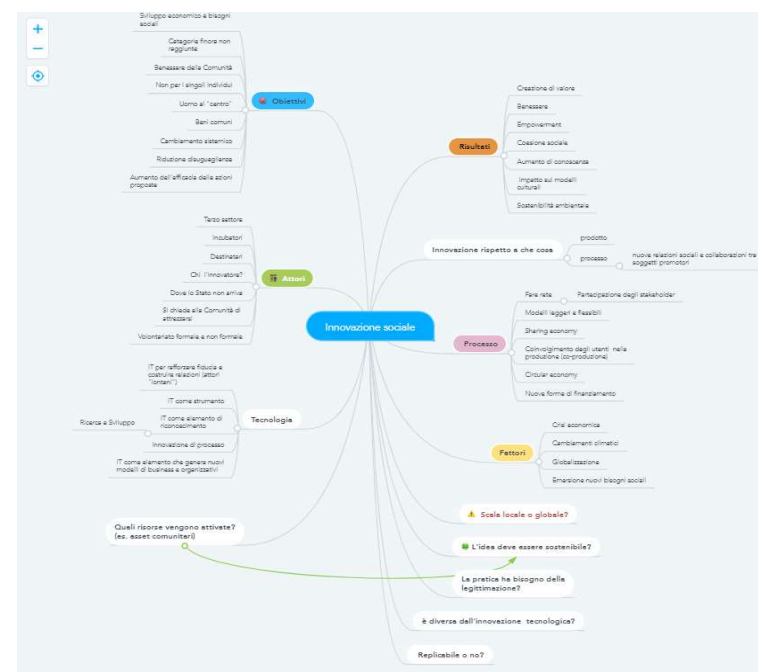 Sviluppo economico e bisogni
sociali
Categorie finora non
raggiunte
Benessere della Comunità
Non per i singoli individui
Uomo al "centro"
Beni comuni
Cambiamento sistemico
Riduzione disuguaglianze
Aumento dell'efficacia delle azioni
proposte
Obiettivi
Terzo settore
Incubatori
Destinatari
Chi l'innovatore?
Dove lo Stato non arriva
Si chiede alla Comunità di
attrezzarsi
Volontariato formale e non formale
Attori
IT per rafforzare fiducia e
costruire relazioni (attori
"lontani")
IT come strumento
Ricerca e Sviluppo
IT come elemento di
riconoscimento
Innovazione di processo
IT come elemento che genera nuovi
modelli di business e organizzativi
Tecnologia
Quali risorse vengono attivate?
(es. asset comunitari)
Innovazione sociale
Risultati
Creazione di valore
Benessere
Empowerment
Coesione sociale
Aumento di conoscenza
Impatto sui modelli
culturali
Sostenibilità ambientale
Innovazione rispetto a che cosa
prodotto
processo
nuove relazioni sociali e collaborazioni tra
soggetti promotori
Processo
Fare rete
Partecipazione degli stakeholder
Modelli leggeri e flessibili
Sharing economy
Coinvolgimento degli utenti nella
produzione (co-produzione)
Circular economy
Nuove forme di finanziamento
Fattori
Crisi economica
Cambiamenti climatici
Globalizzazione
Emersione nuovi bisogni sociali
Scala locale o globale?
L'idea deve essere sostenibile?
La pratica ha bisogno della
legittimazione?
è diversa dall'innovazione tecnologica?
Replicabile o no?